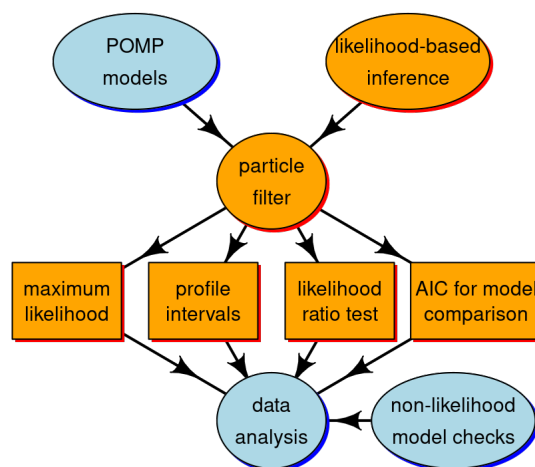 POMP
models
likelihood-based
inference
particle
filter
maximum
likelihood
profile
intervals
likelihood
ratio test
AIC for model
comparison
data
analysis
non-likelihood
model checks